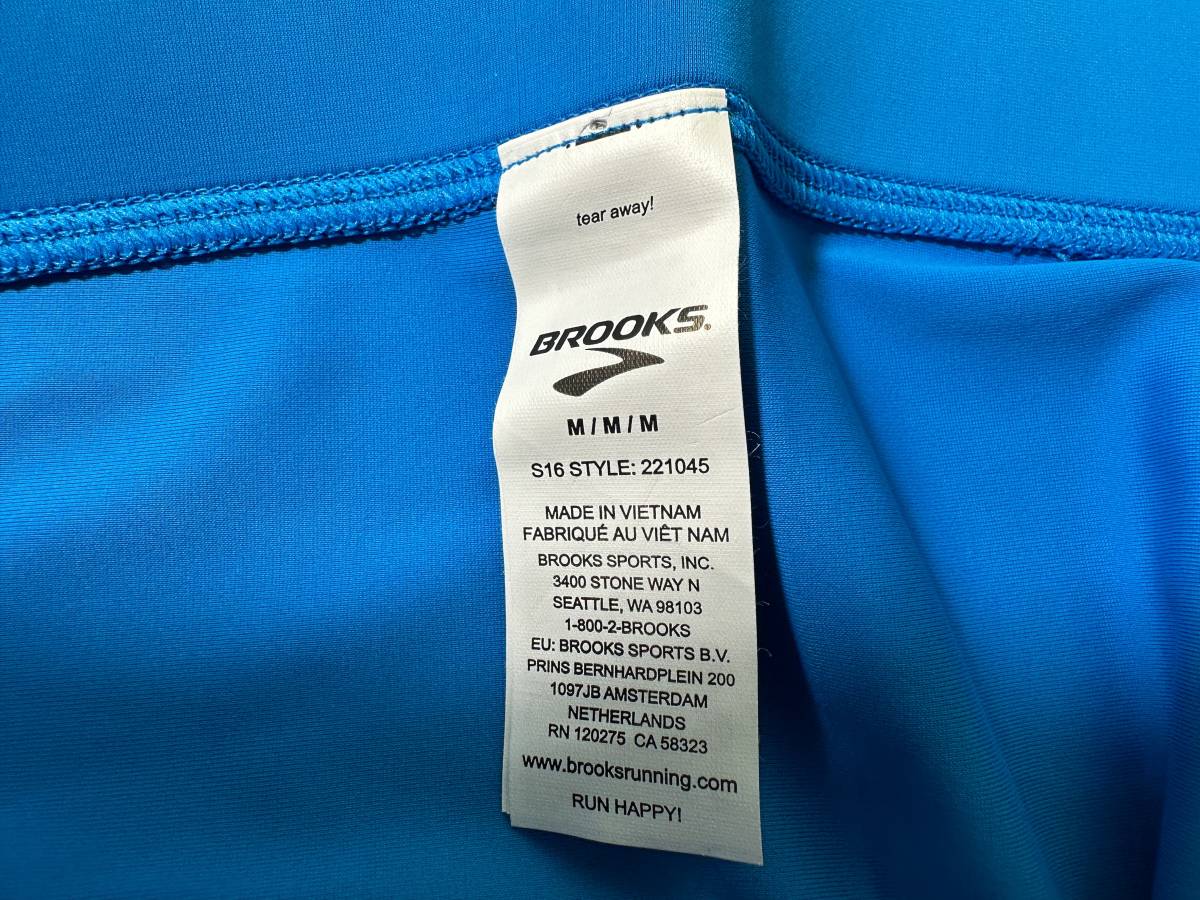 tear away!
BROOKS®
M / M / M
S16 STYLE: 221045
MADE IN VIETNAM
FABRIQUÉ AU VIÊT NAM
BROOKS SPORTS, INC.
3400 STONE WAY N
SEATTLE, WA 98103
1-800-2-BROOKS
EU: BROOKS SPORTS B.V.
PRINS BERNHARDPLEIN 200
1097JB AMSTERDAM
NETHERLANDS
RN 120275 CA 58323
www.brooksrunning.com
RUN HAPPY!